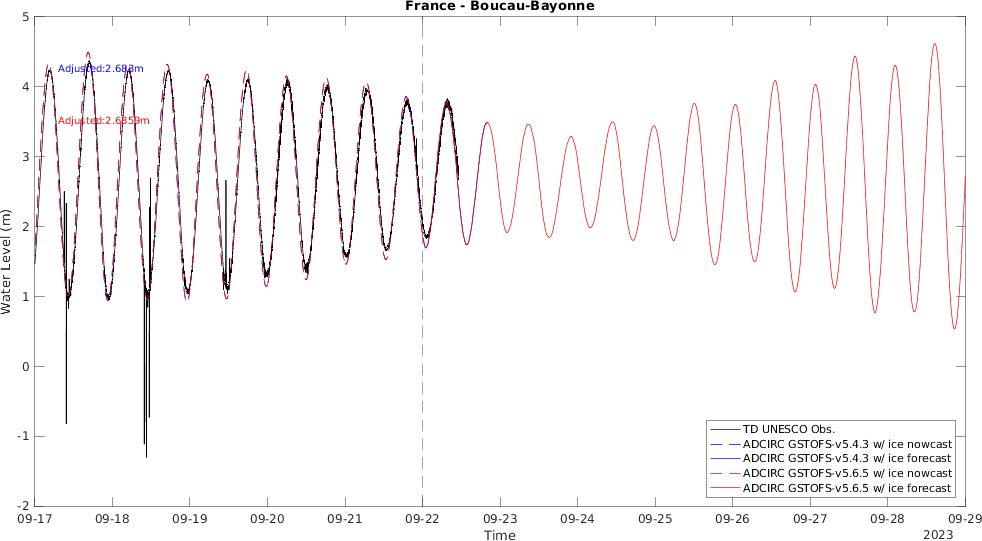 France - Boucau-Bayonne
5
4
3
2
1
0
-1
-2
Water Level (m)
Adjusted:2.683m
Adjusted:2.6359m
TD UNESCO Obs.
ADCIRC GSTOFS-v5.4.3 w/ ice nowcast
ADCIRC GSTOFS-v5.4.3 w/ ice forecast
ADCIRC GSTOFS-v5.6.5 w/ ice nowcast
ADCIRC GSTOFS-v5.6.5 w/ ice forecast
09-17 09-18 09-19 09-20 09-21 09-22 09-23 09-24 09-25 09-26 09-27 09-28 09-29
Time
2023